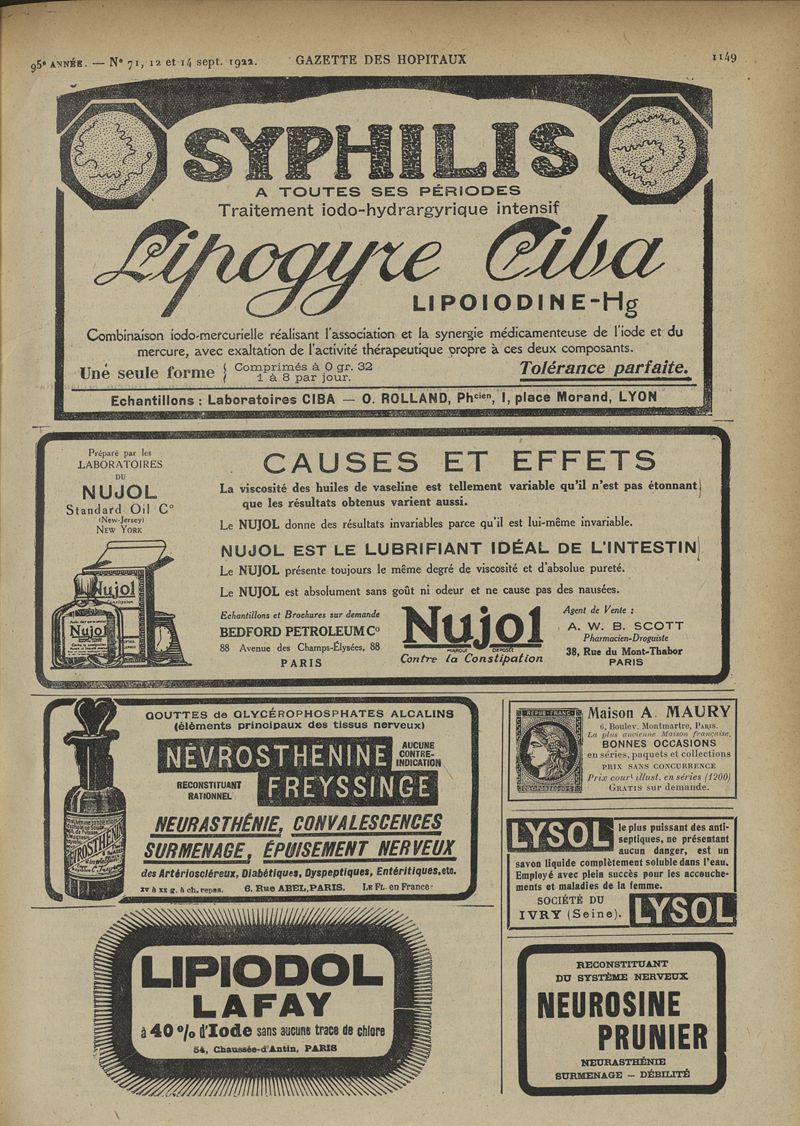 95e ANNÉE. — N° 71, 12 et 14 sept. 1922. GAZETTE DES HOPITAUX 1149
SYPHILIS
A TOUTES SES PÉRIODES
Traitement iodo-hydrargyrique intensif
Lipogyre Ciba
LIPOIODINE-Hg
Combinaison iodo-mercurielle réalisant l'association et la synergie médicamenteuse de l'iode et du
mercure, avec exaltation de l'activité thérapeutique propre à ces deux composants.
Une seule forme { Comprimés à 0 gr. 32
1 à 8 par jour.
Tolérance parfaite.
Echantillons : Laboratoires CIBA — O. ROLLAND, Phcien, 1, place Morand, LYON
Préparé par les
LABORATOIRES
DU
NUJOL
Standard Oil Co
(New-Jersey)
NEW YORK
Nujol
Nujol
CAUSES ET EFFETS
La viscosité des huiles de vaseline est tellement variable qu'il n'est pas étonnant
que les résultats obtenus varient aussi.
Le NUJOL donne des résultats invariables parce qu'il est lui-même invariable.
NUJOL EST LE LUBRIFIANT IDÉAL DE L'INTESTIN
Le NUJOL présente toujours le même degré de viscosité et d'absolue pureté.
Le NUJOL est absolument sans goût ni odeur et ne cause pas des nausées.
Echantillons et Brochures sur demande
BEDFORD PETROLEUM Co
88 Avenue des Champs-Élysées, 88
PARIS
Nujol
MARQUE DÉPOSÉE
Contre la Constipation
Agent de Vente :
A. W. B. SCOTT
Pharmacien-Droguiste
38, Rue du Mont-Thabor
PARIS
GOUTTES de GLYCÉROPHOSPHATES ALCALINS
(éléments principaux des tissus nerveux)
NÉVROSTHÉNINE
AUCUNE
CONTRE-
INDICATION
RECONSTITUANT
RATIONNEL
FREYSSINGE
NEURASTHÉNIE, CONVALESCENCES
SURMENAGE, ÉPUISEMENT NERVEUX
des Artérioscléreux, Diabétiques, Dyspeptiques, Entéritiques, etc.
XV à XX g. à ch. repas. 6, Rue ABEL, PARIS. LE FL. en France
REPUB · FRANC ·
Maison A. MAURY
6, Boulev. Montmartre, PARIS.
La plus ancienne Maison française.
BONNES OCCASIONS
en séries, paquets et collections
PRIX SANS CONCURRENCE
Prix cour† illust. en séries (1200)
GRATIS sur demande.
LYSOL le plus puissant des anti-
septiques, ne présentant
aucun danger, est un
savon liquide complètement soluble dans l'eau.
Employé avec plein succès pour les accouche-
ments et maladies de la femme.
SOCIÉTÉ DU
LYSOL
IVRY (Seine).
LIPIODOL
LAFAY
à 40 % d'Iode sans aucune trace de chlore
54, Chaussée-d'Antin, PARIS
RECONSTITUANT
DU SYSTÈME NERVEUX
NEUROSINE
PRUNIER
NEURASTHÉNIE
SURMENAGE — DÉBILITÉ